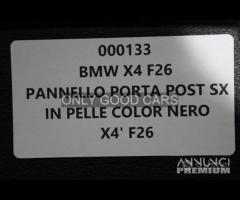 000133
BMW X4 F26
PANNELLO PORTA POST SX
ONLY GOOD CARS
IN PELLE COLOR NERO
X4' F26
ANNUNCI
PREMIUM